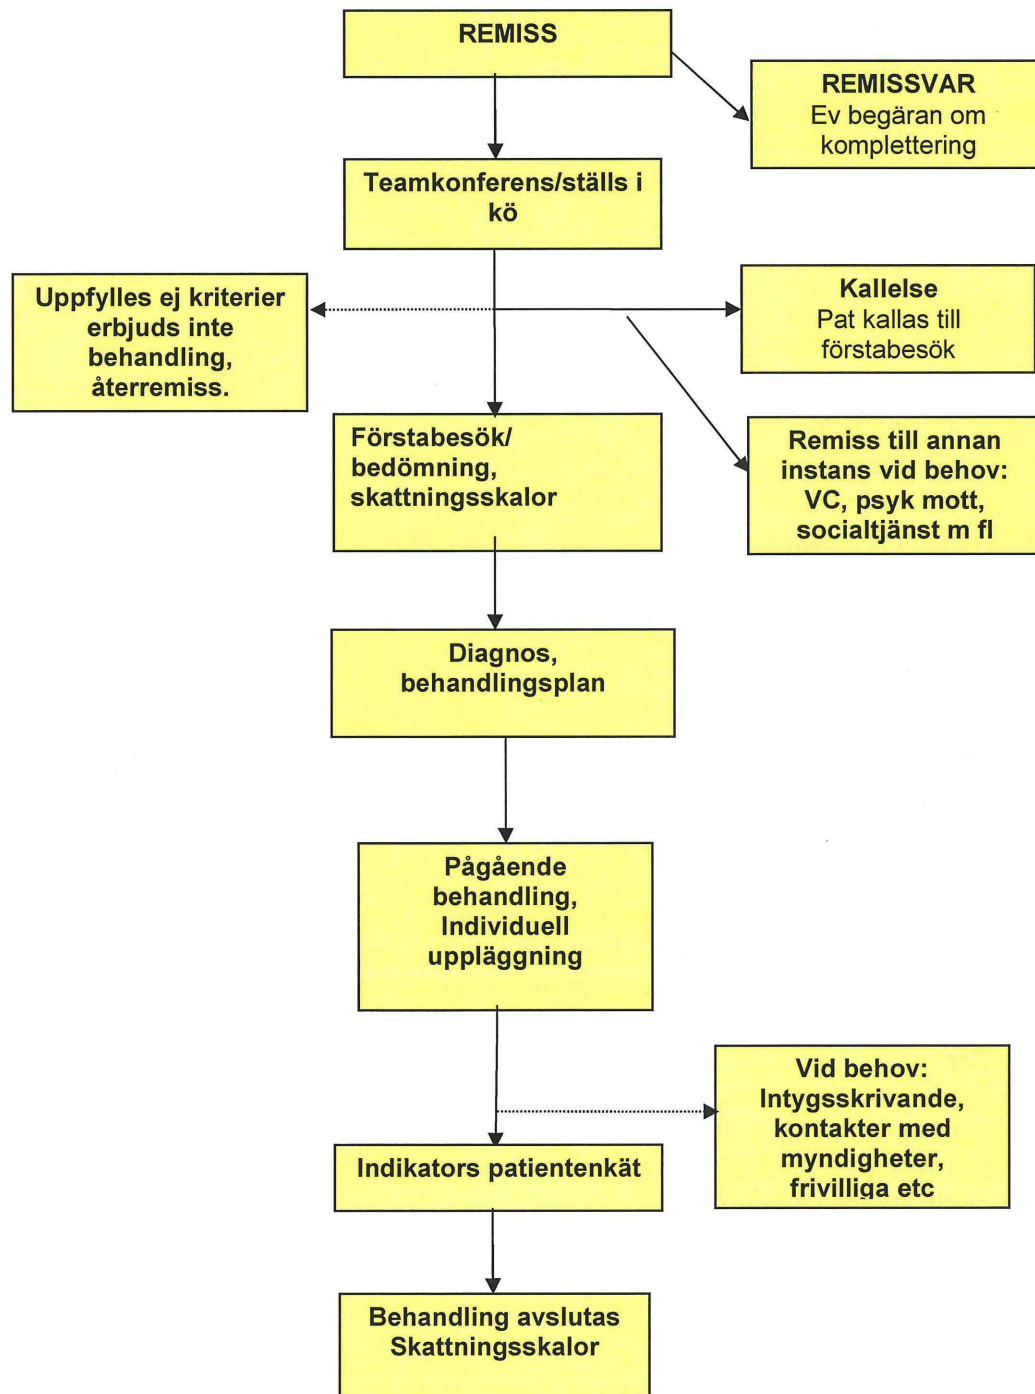 REMISS
REMISSVAR
Ev begäran om
komplettering
Teamkonferens/ställs i
kö
Uppfylles ej kriterier
erbjuds inte
behandling,
återremiss.
Kallelse
Pat kallas till
förstabesök
Förstabesök/
bedömning,
skattningsskalor
Remiss till annan
instans vid behov:
VC, psyk mott,
socialtjänst m fl
Diagnos,
behandlingsplan
Pågående
behandling,
Individuell
uppläggning
Vid behov:
Intygsskrivande,
kontakter med
myndigheter,
frivilliga etc
Indikators patientenkät
Behandling avslutas
Skattningsskalor